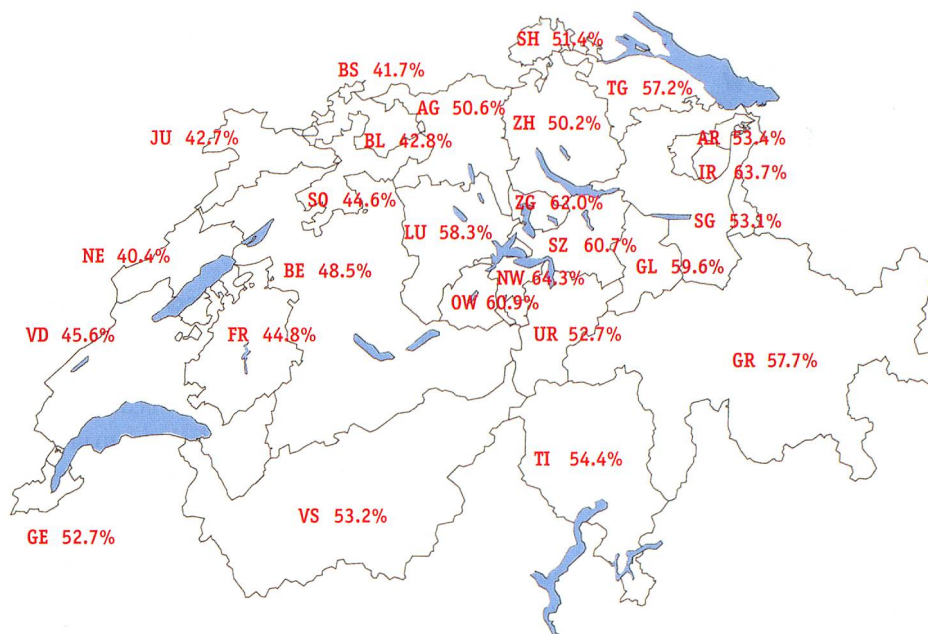 SH 51.4%
BS 41.7%
TG 57.2%
AG 50.6%
ZH 50.2%
JU 42.7%
BL 42.8%
AR 53.4%
IR 63.7%
SQ 44.6%
ZG 62.0%
SG 53.1%
LU 58.3%
SZ 60.7%
NE 40.4%
BE 48.5%
GL 59.6%
NW 64.3%
OW 60.9%
VD 45.6%
FR 44.8%
UR 52.7%
GR 57.7%
TI 54.4%
VS 53.2%
GE 52.7%